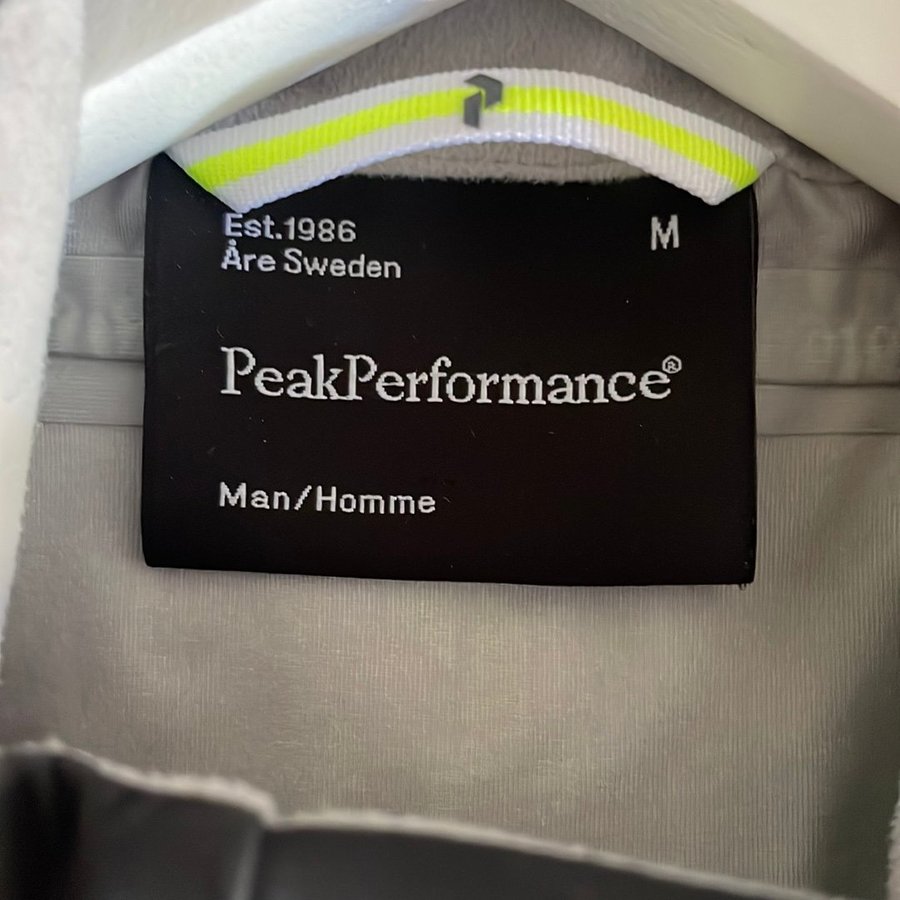 Est.1986
Åre Sweden
M
PeakPerformance®
Man/Homme